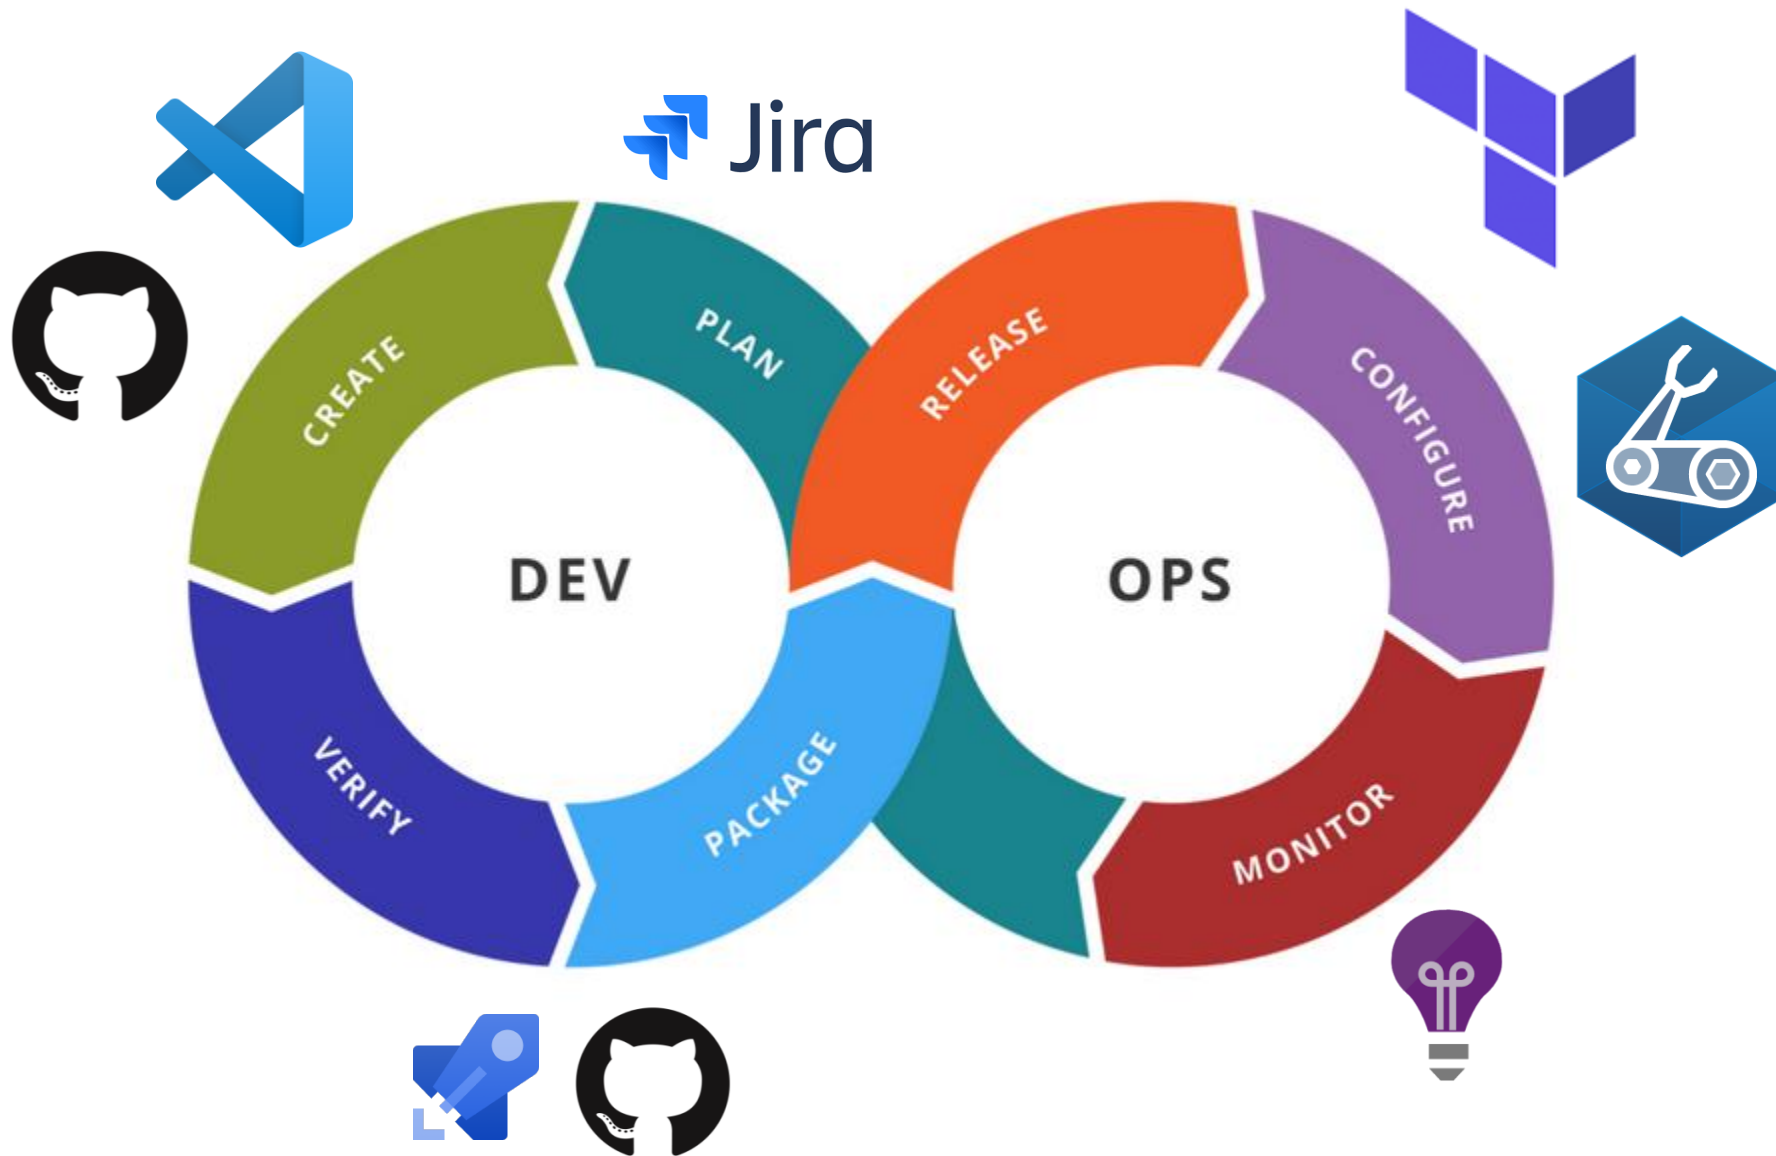 Jira
CREATE
PLAN
RELEASE
CONFIGURE
DEV
OPS
VERIFY
PACKAGE
MONITOR